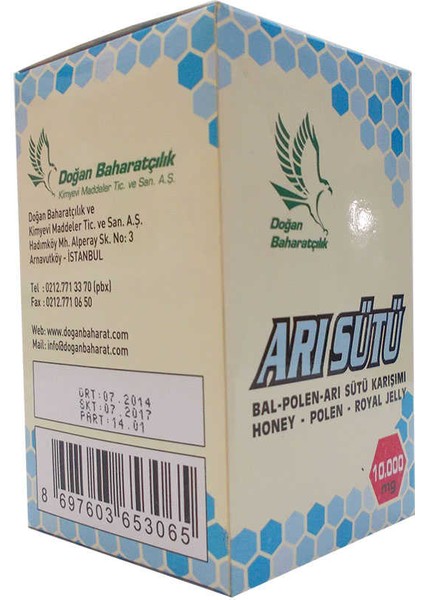 Doğan Baharatçılık
Kimyevi Maddeler Tic. ve San. A.Ş.
Doğan Baharatçılık ve
Kimyevi Maddeler Tic. ve San. A.Ş.
Hadımköy Mh. Alperay Sk. No: 3
Arnavutköy - İSTANBUL
Tel : 0212.771 33 70 (pbx)
Fax : 0212.771 06 50
Web: www.doganbaharat.com
Mail: info@doganbaharat.com
ÜRT:07.2014
SKT:07.2017
PART:14.01
8 697603 653065
Doğan
Baharatçılık
ARI SÜTÜ
BAL-POLEN-ARI SÜTÜ KARIŞIMI
HONEY - POLEN - ROYAL JELLY
10.000
mg